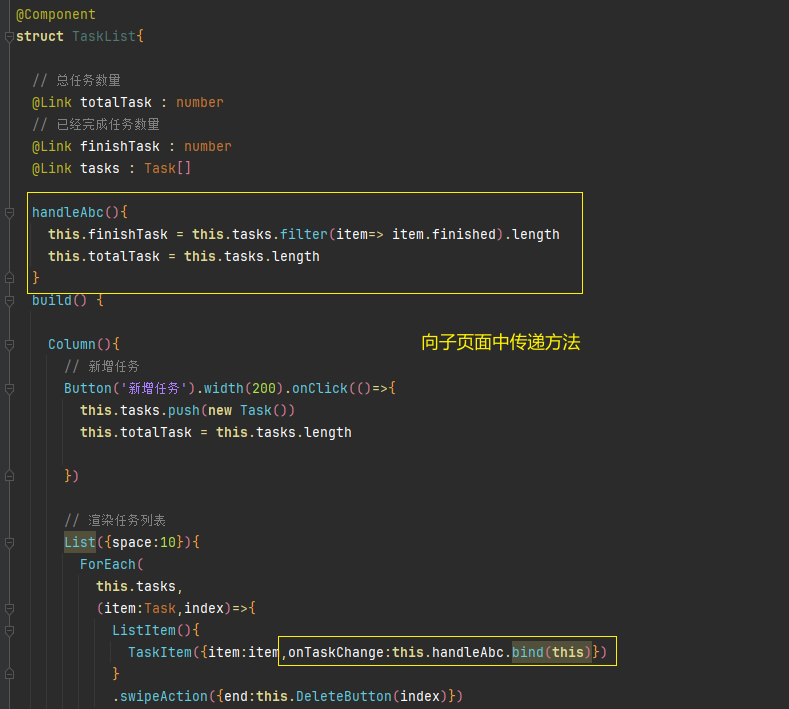 @Component
struct TaskList{
// 总任务数量
@Link totalTask : number
// 已经完成任务数量
@Link finishTask : number
@Link tasks : Task[]
handleAbc(){
this.finishTask = this.tasks.filter(item=> item.finished).length
this.totalTask = this.tasks.length
}
build() {
Column(){
向子页面中传递方法
// 新增任务
Button('新增任务').width(200).onClick(()=>{
this.tasks.push(new Task())
this.totalTask = this.tasks.length
})
// 渲染任务列表
List({space:10}){
ForEach(
this.tasks,
(item:Task,index)=>{
ListItem(){
TaskItem({item:item,onTaskChange:this.handleAbc.bind(this)})
}
.swipeAction({end:this.DeleteButton(index)})